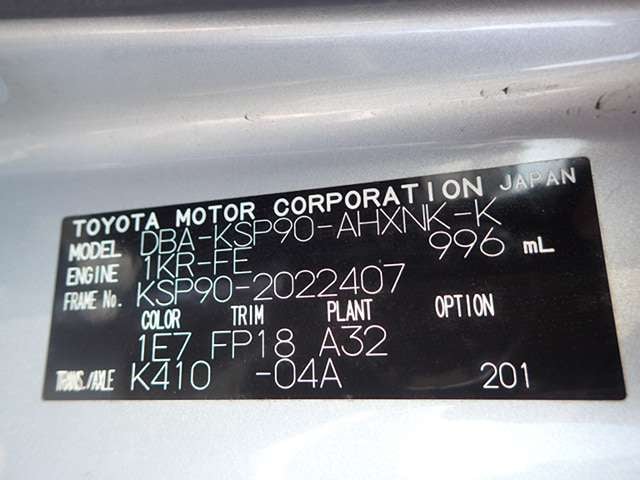 TOYOTA MOTOR CORPORATION JAPAN
MODEL DBA-KSP90-AHXNK-K
ENGINE 1KR-FE 996 mL
FRAME No. KSP90-2022407
COLOR TRIM PLANT OPTION
1E7 FP18 A32
TRANS./AXLE K410 -04A 201